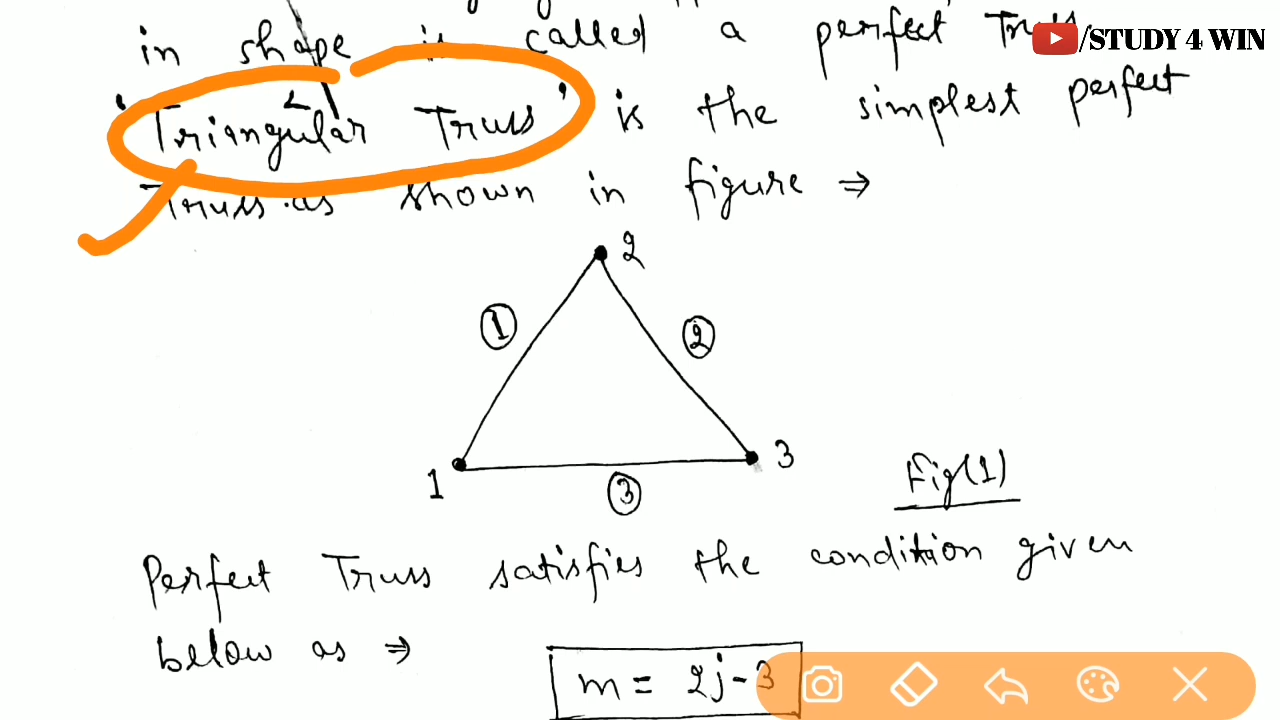 in shape is called a perfect Truss
/STUDY 4 WIN
'Triangular Truss' is the simplest perfect
Truss. as shown in figure ⇒
2
1
2
1
3
3
Fig(1)
Perfect Truss satisfies the condition given
below as ⇒
m = 2j - 3